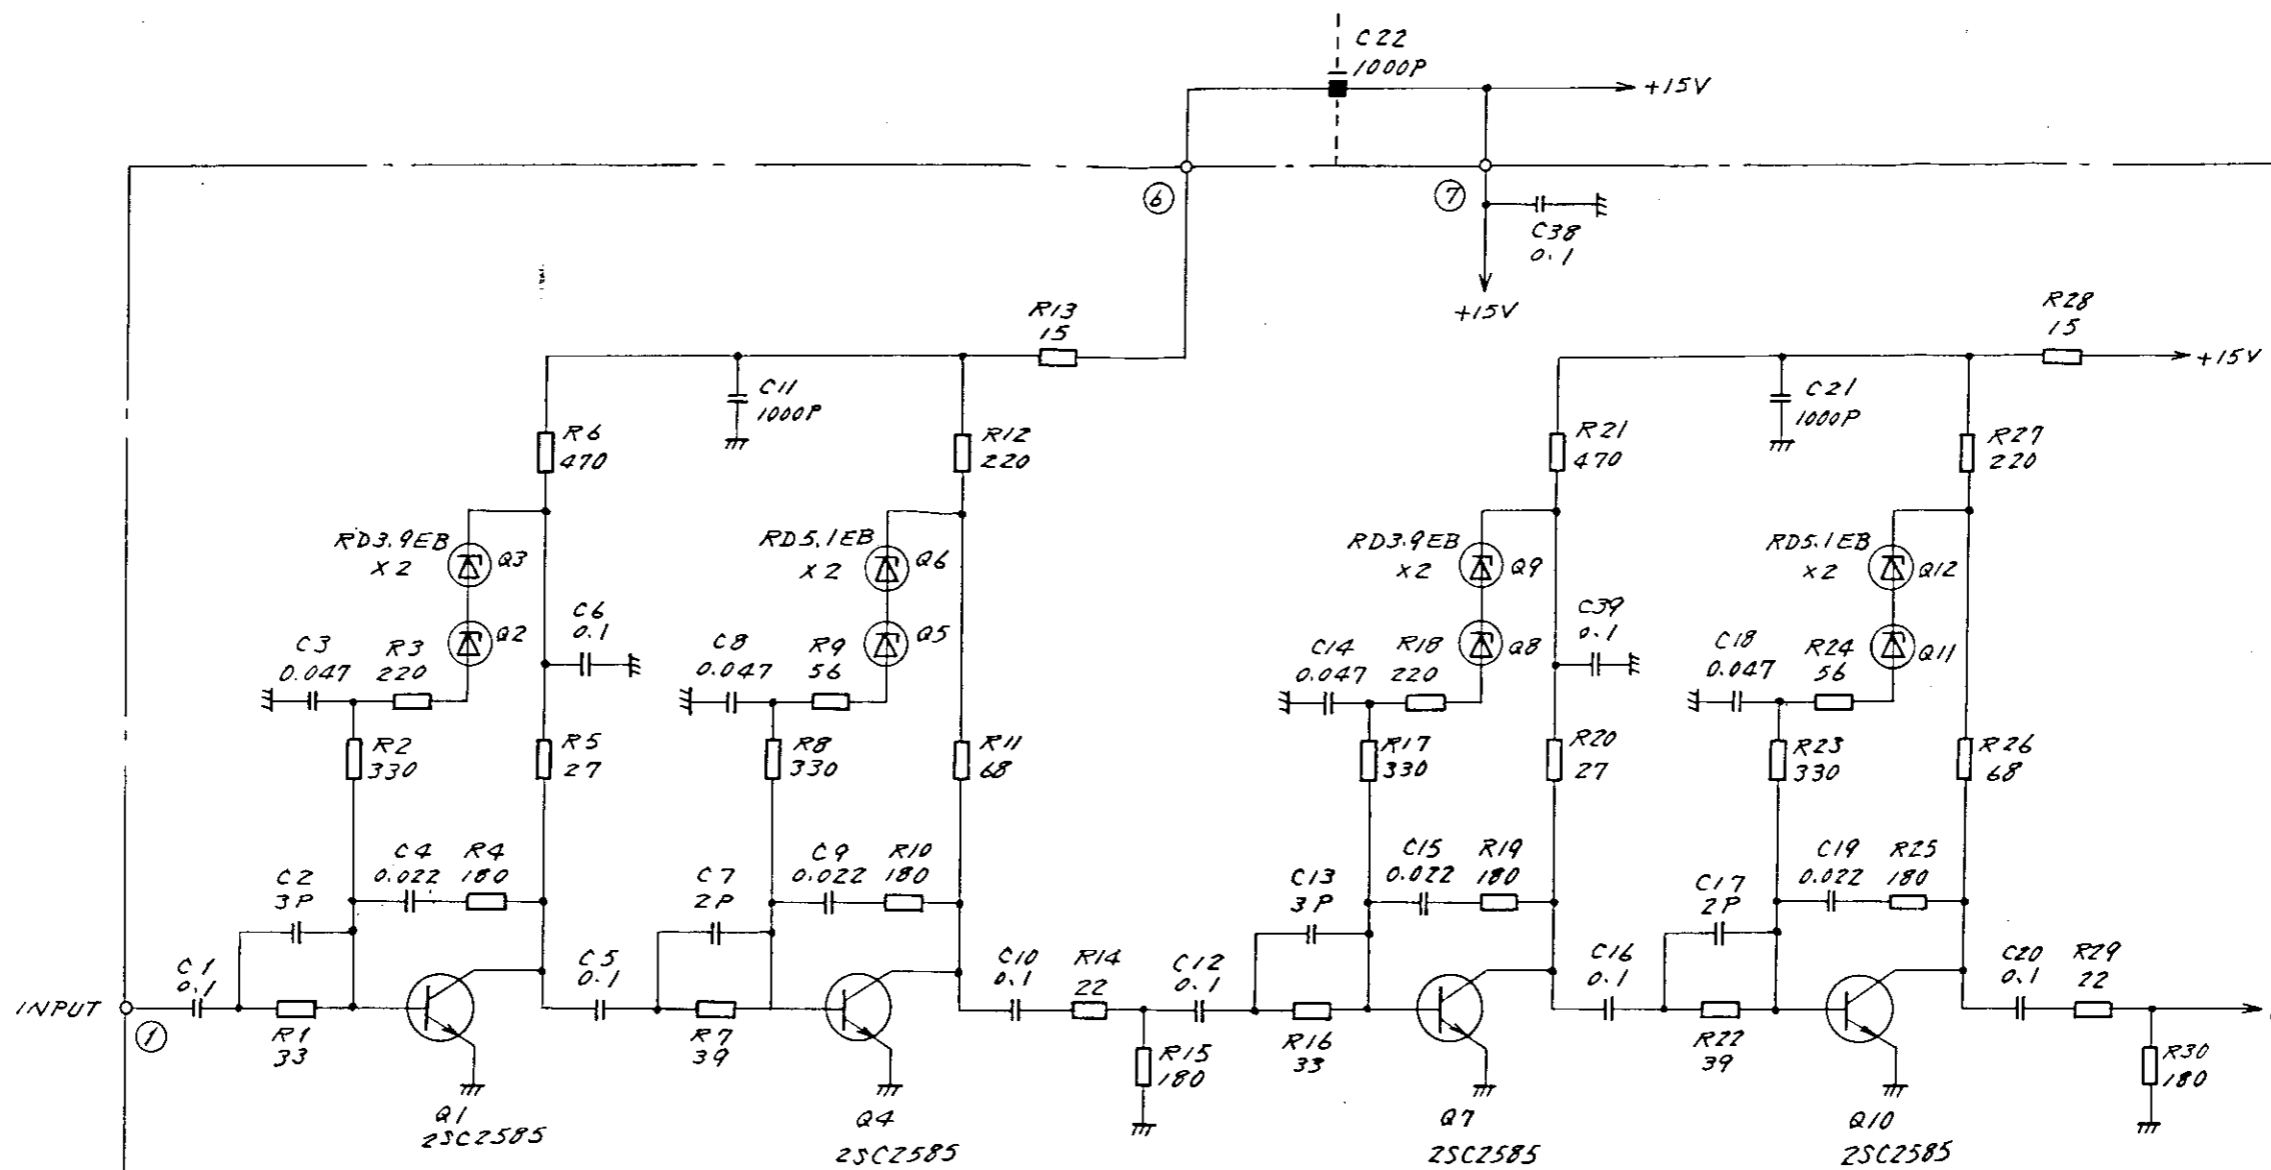 C22
1000P
+15V
6
7
C38
0.1
+15V
R13
15
R28
15
+15V
C11
1000P
C21
1000P
R6
470
R12
220
R21
470
R27
220
RD3.9EB
x2
Q3
RD5.1EB
x2
Q6
RD3.9EB
x2
Q9
RD5.1EB
x2
Q12
C6
0.1
C39
0.1
C3
0.047
R3
220
Q2
C8
0.047
R9
56
Q5
C14
0.047
R18
220
Q8
C18
0.047
R24
56
Q11
R2
330
R5
27
R8
330
R11
68
R17
330
R20
27
R23
330
R26
68
C2
3P
C4
0.022
R4
180
C7
2P
C9
0.022
R10
180
C13
3P
C15
0.022
R19
180
C17
2P
C19
0.022
R25
180
INPUT
1
C1
0.1
R1
33
C5
0.1
R7
39
C10
0.1
R14
22
C12
0.1
R15
180
R16
33
C16
0.1
R22
39
C20
0.1
R29
22
R30
180
Q1
2SC2585
Q4
2SC2585
Q7
2SC2585
Q10
2SC2585